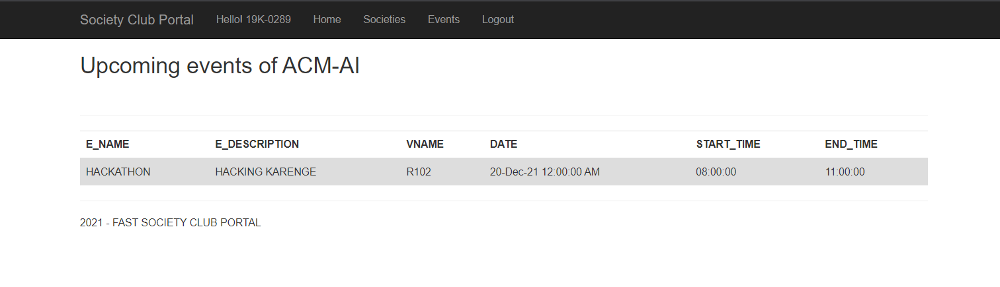 Society Club Portal Hello! 19K-0289 Home Societies Events Logout
Upcoming events of ACM-AI
E_NAME E_DESCRIPTION VNAME DATE START_TIME END_TIME
HACKATHON HACKING KARENGE R102 20-Dec-21 12:00:00 AM 08:00:00 11:00:00
2021 - FAST SOCIETY CLUB PORTAL